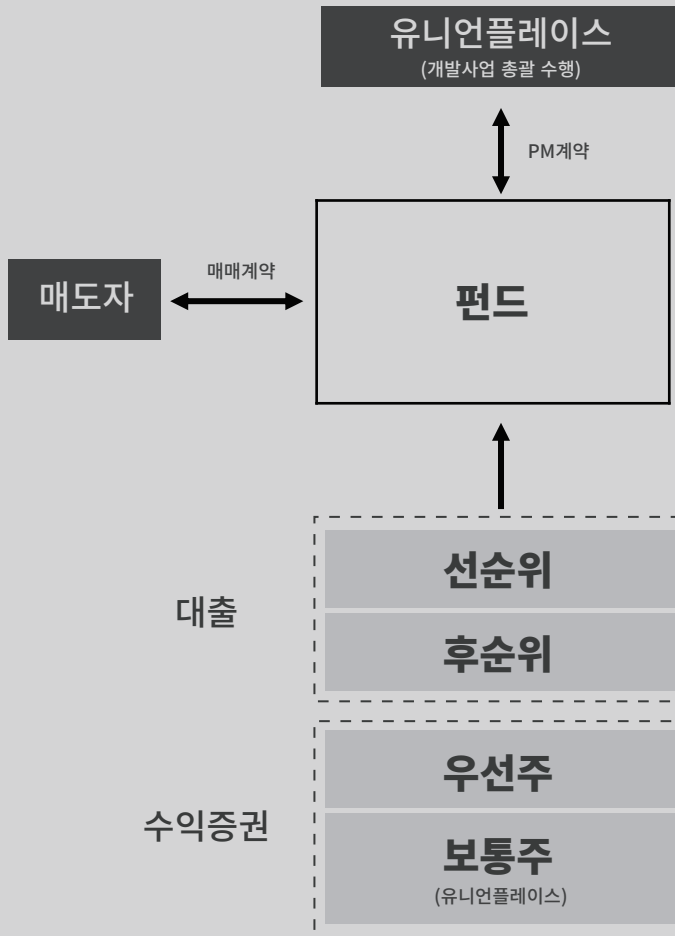 유니언플레이스
(개발사업 총괄 수행)
PM계약
매매계약
매도자
펀드
선순위
대출
후순위
우선주
수익증권
보통주
(유니언플레이스)